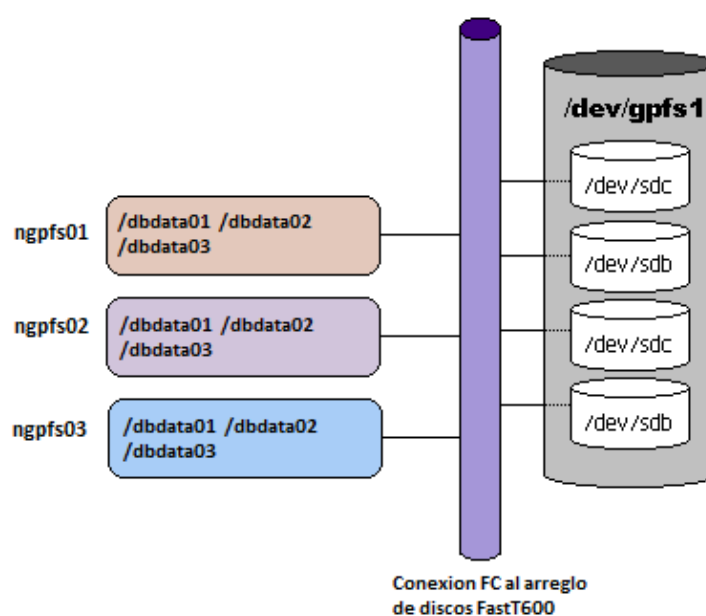 /dev/gpfs1
/dev/sdc
ngpfs01
/dbdata01 /dbdata02
/dbdata03
/dev/sdb
ngpfs02
/dbdata01 /dbdata02
/dbdata03
/dev/sdc
ngpfs03
/dbdata01 /dbdata02
/dbdata03
/dev/sdb
Conexion FC al arreglo
de discos FastT600